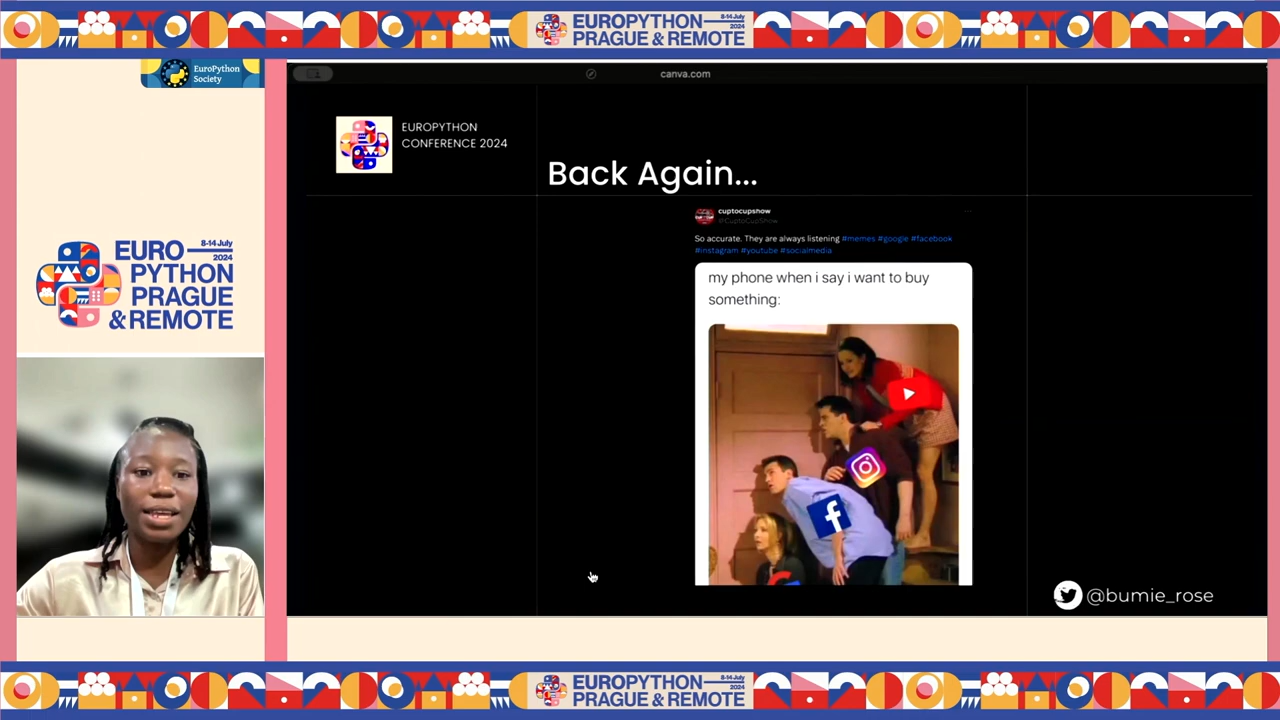 EUROPYTHON
PRAGUE & REMOTE
8-14 July
2024
EuroPython
Society
canva.com
EUROPYTHON
CONFERENCE 2024
Back Again...
cuptocupshow
@CuptoCupShow
So accurate. They are always listening #memes #google #facebook
#instagram #youtube #socialmedia
my phone when i say i want to buy
something:
EURO
8-14 July
2024
PYTHON
PRAGUE
& REMOTE
@bumie_rose
EUROPYTHON
PRAGUE & REMOTE
8-14 July
2024